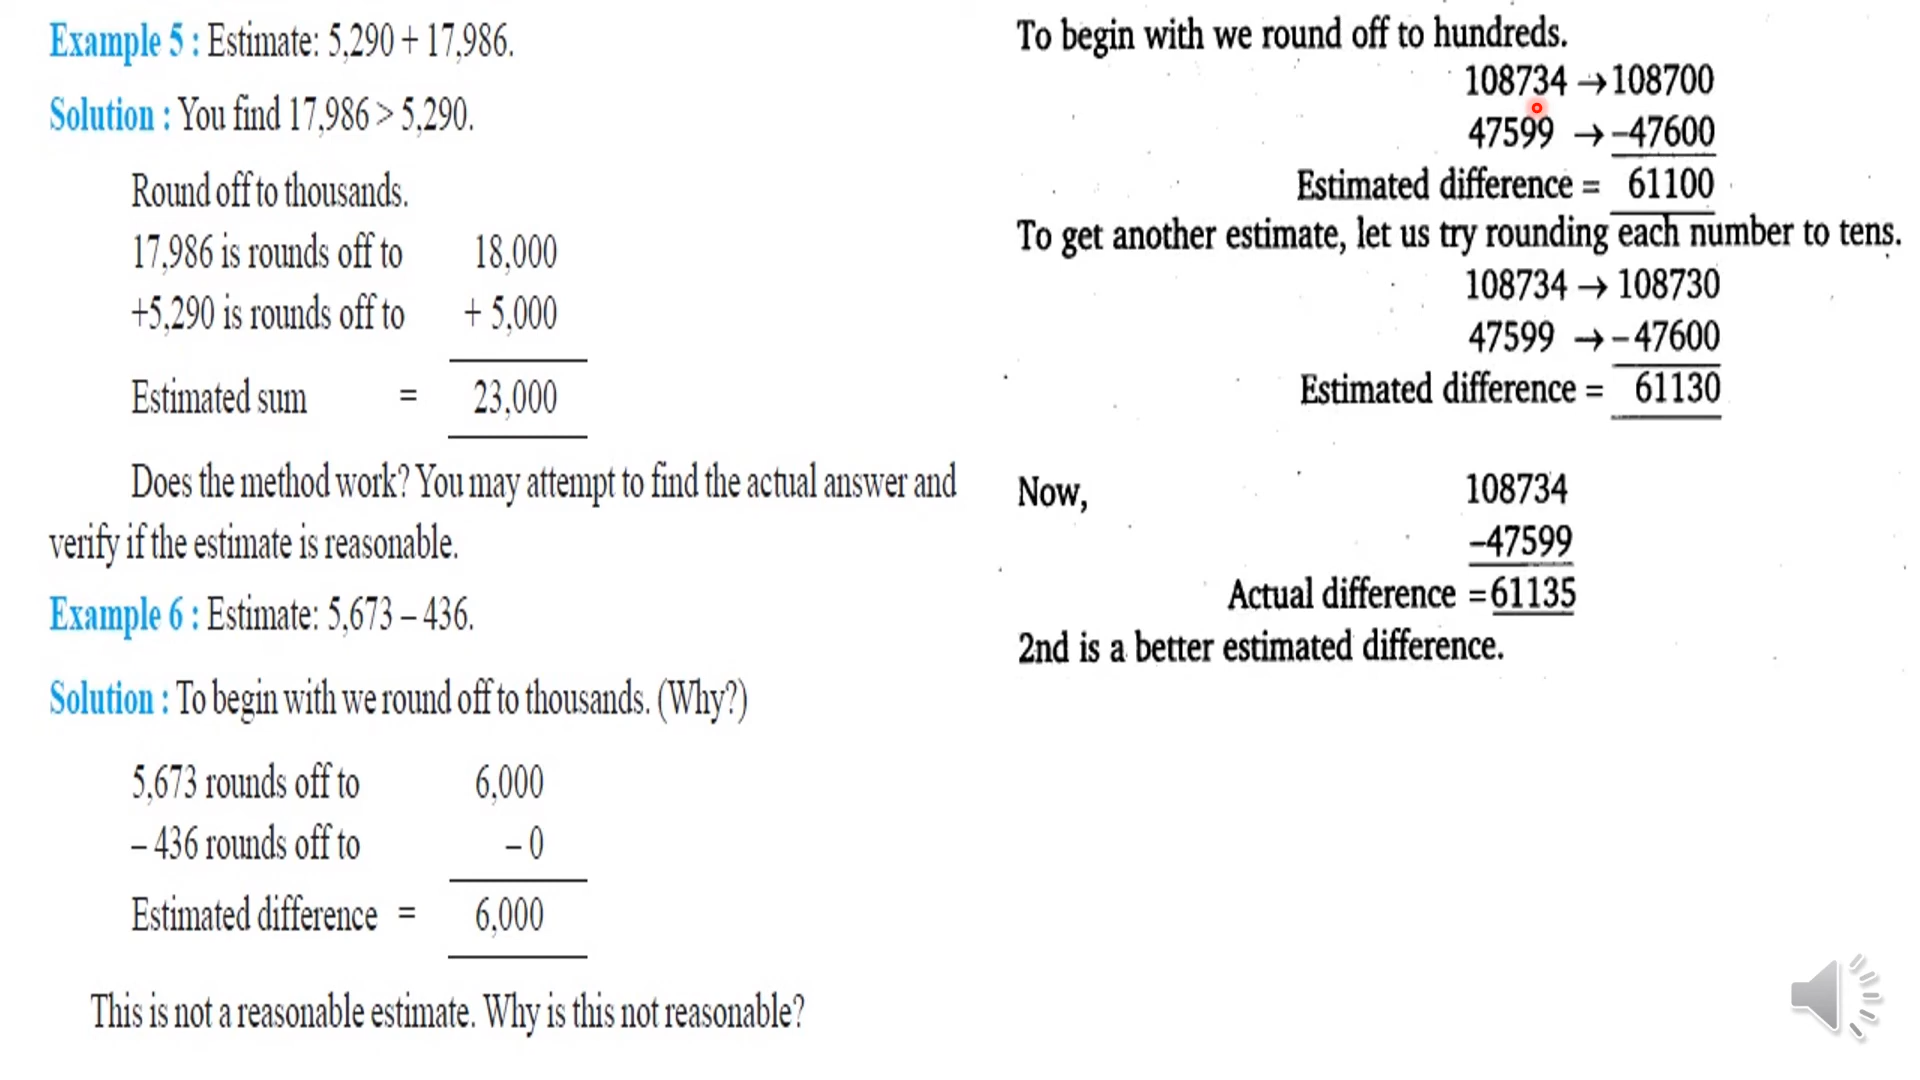 Example 5 : Estimate: 5,290 + 17,986.
Solution : You find 17,986 > 5,290.
Round off to thousands.
17,986 is rounds off to 18,000
+5,290 is rounds off to + 5,000
Estimated sum = 23,000
Does the method work? You may attempt to find the actual answer and
verify if the estimate is reasonable.
Example 6 : Estimate: 5,673 – 436.
Solution : To begin with we round off to thousands. (Why?)
5,673 rounds off to 6,000
– 436 rounds off to – 0
Estimated difference = 6,000
This is not a reasonable estimate. Why is this not reasonable?
To begin with we round off to hundreds.
108734 → 108700
47599 → –47600
Estimated difference = 61100
To get another estimate, let us try rounding each number to tens.
108734 → 108730
47599 → – 47600
Estimated difference = 61130
Now, 108734
–47599
Actual difference = 61135
2nd is a better estimated difference.